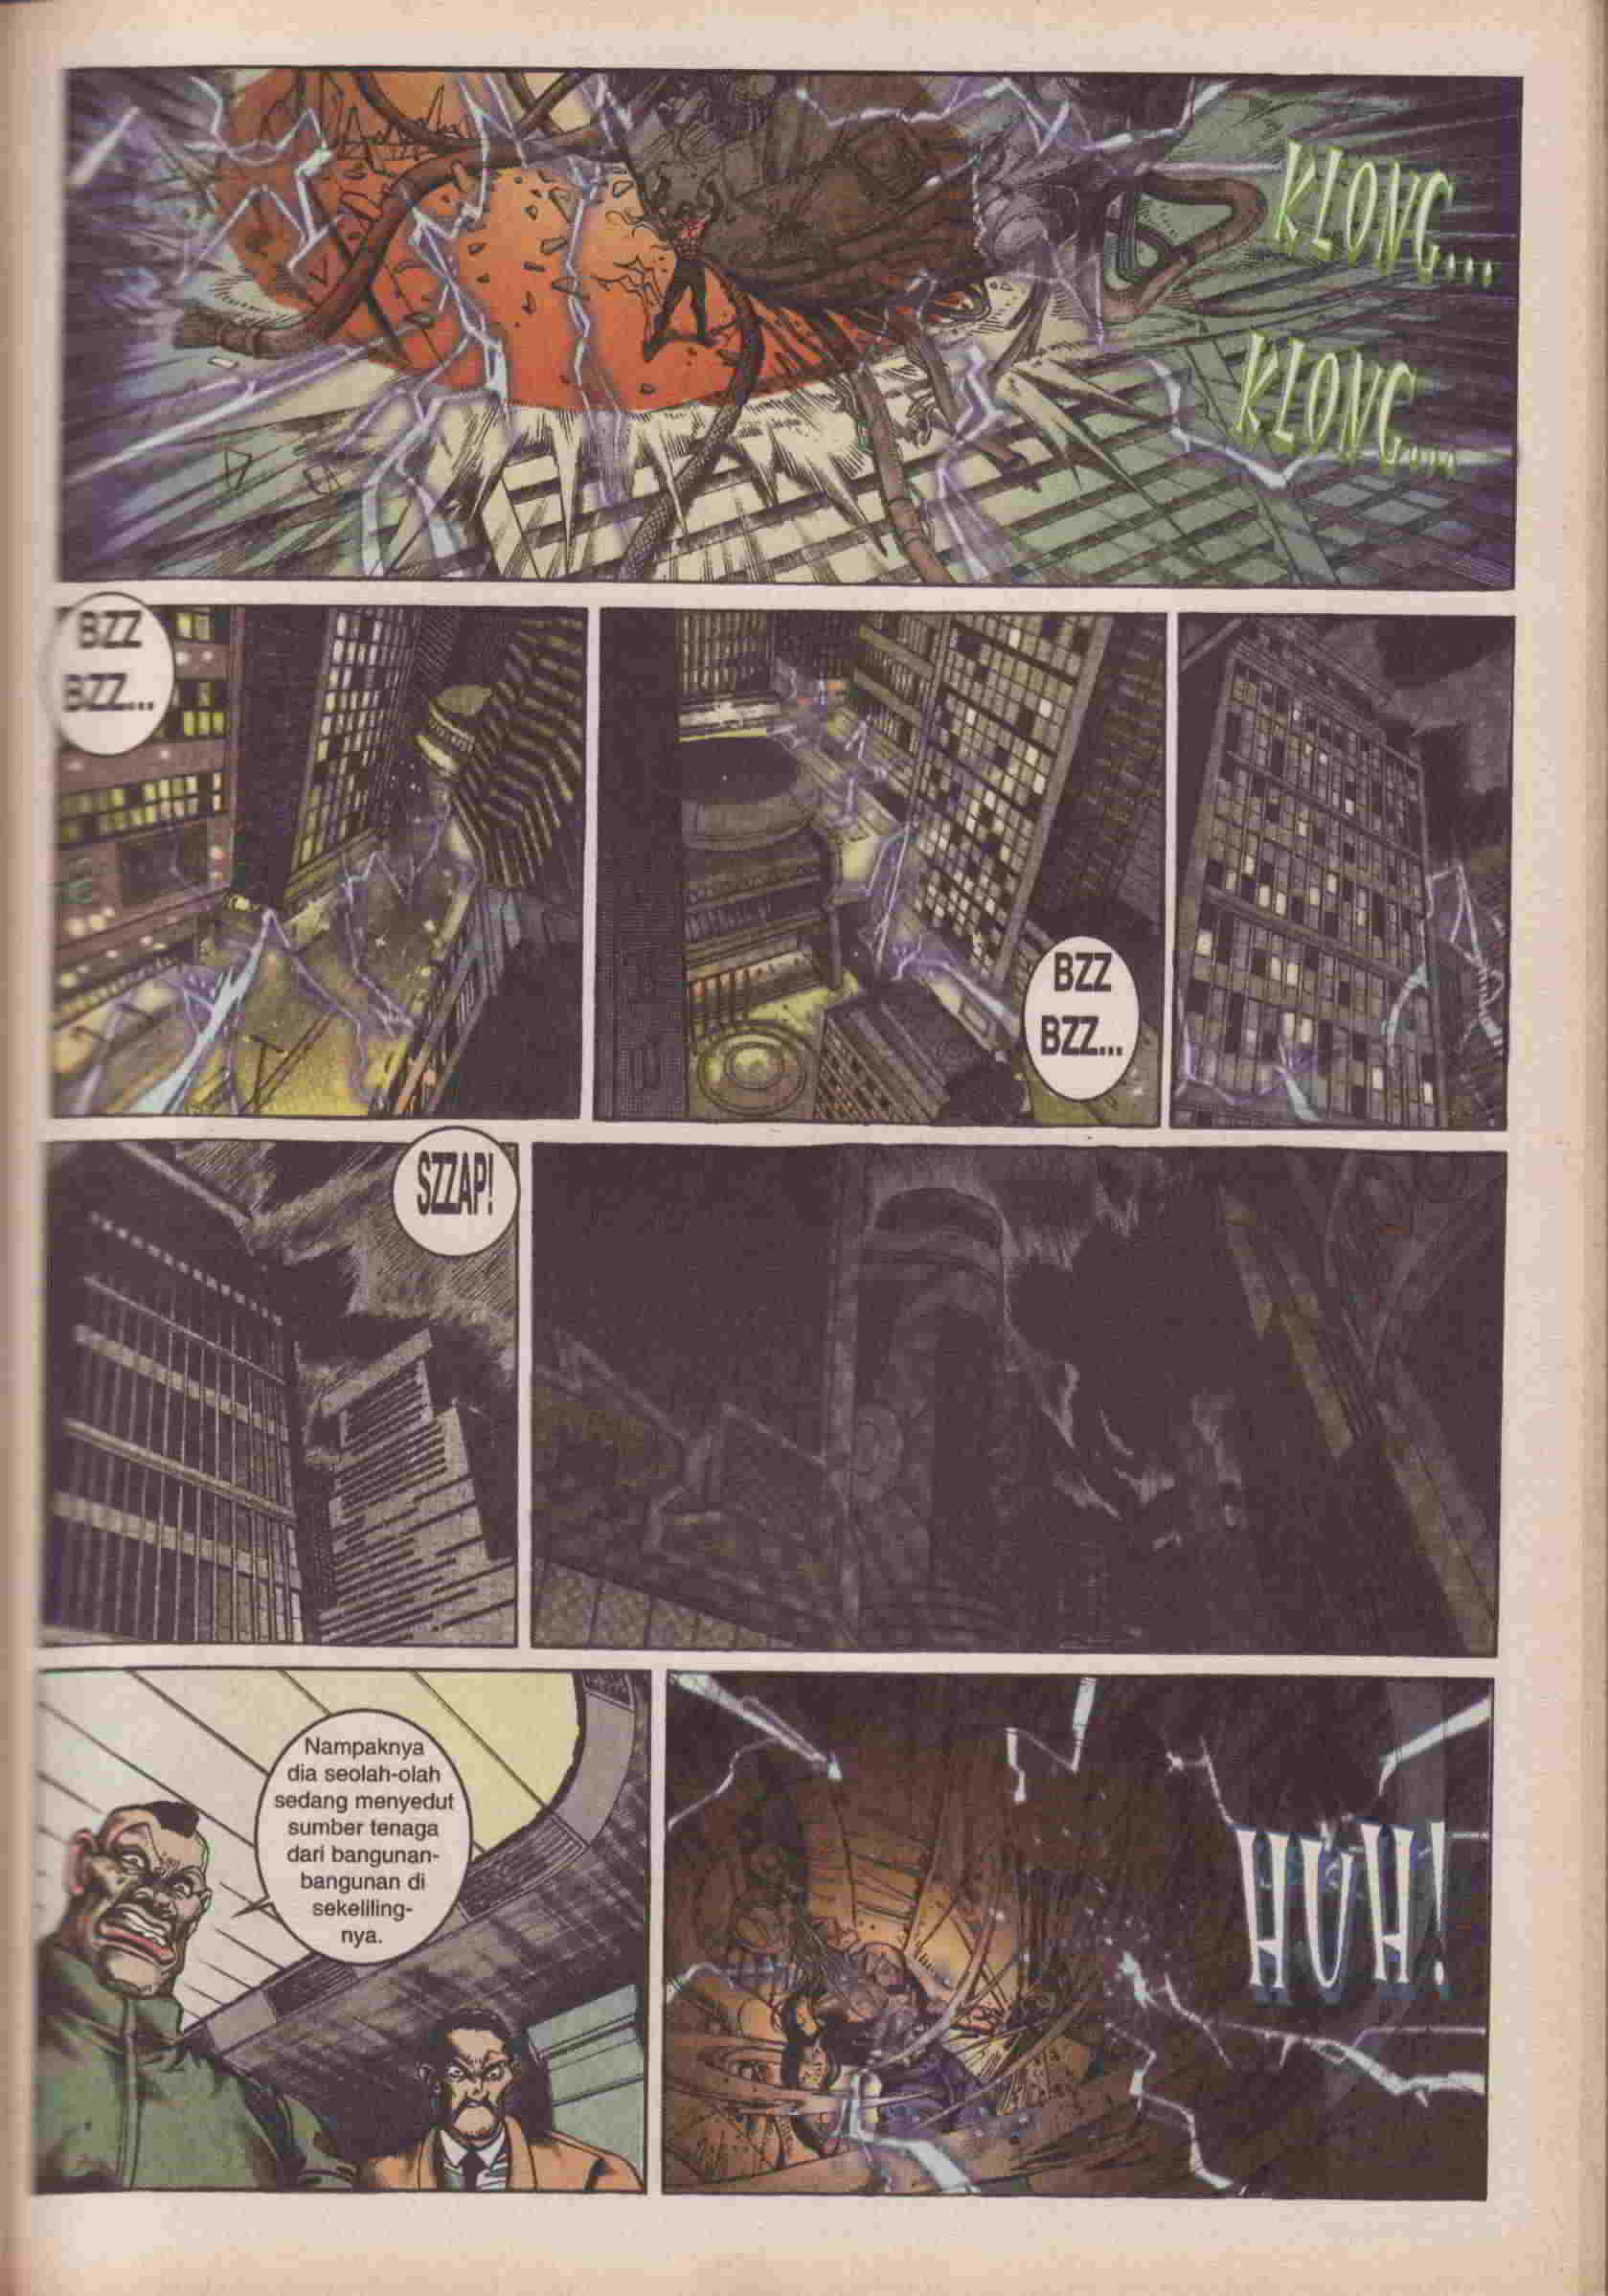 KLONG...
KLONG...
BZZ
BZZ...
BZZ
BZZ...
SZZAP!
Nampaknya
dia seolah-olah
sedang menyedut
sumber tenaga
dari bangunan-
bangunan di
sekeliling-
nya.
HUH!